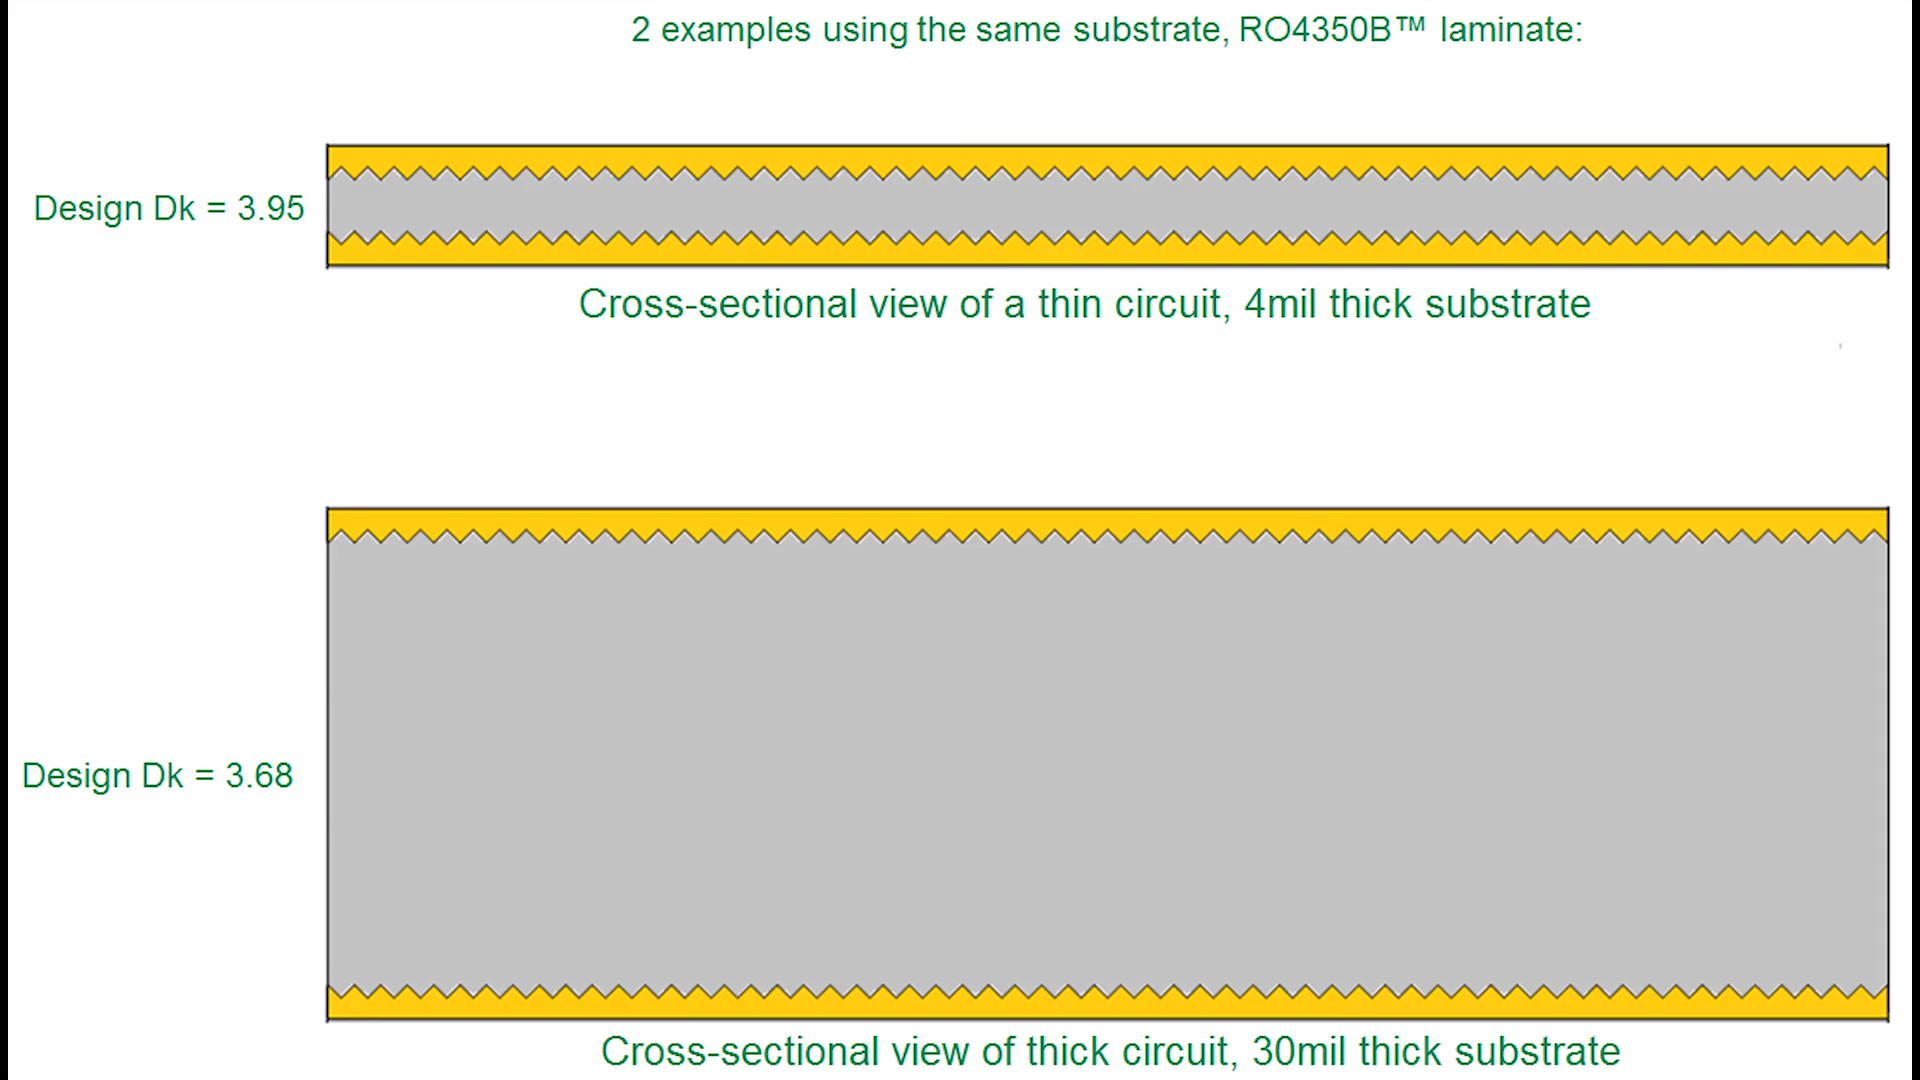 2 examples using the same substrate, RO4350B™ laminate:
Design Dk = 3.95
Cross-sectional view of a thin circuit, 4mil thick substrate
Design Dk = 3.68
Cross-sectional view of thick circuit, 30mil thick substrate